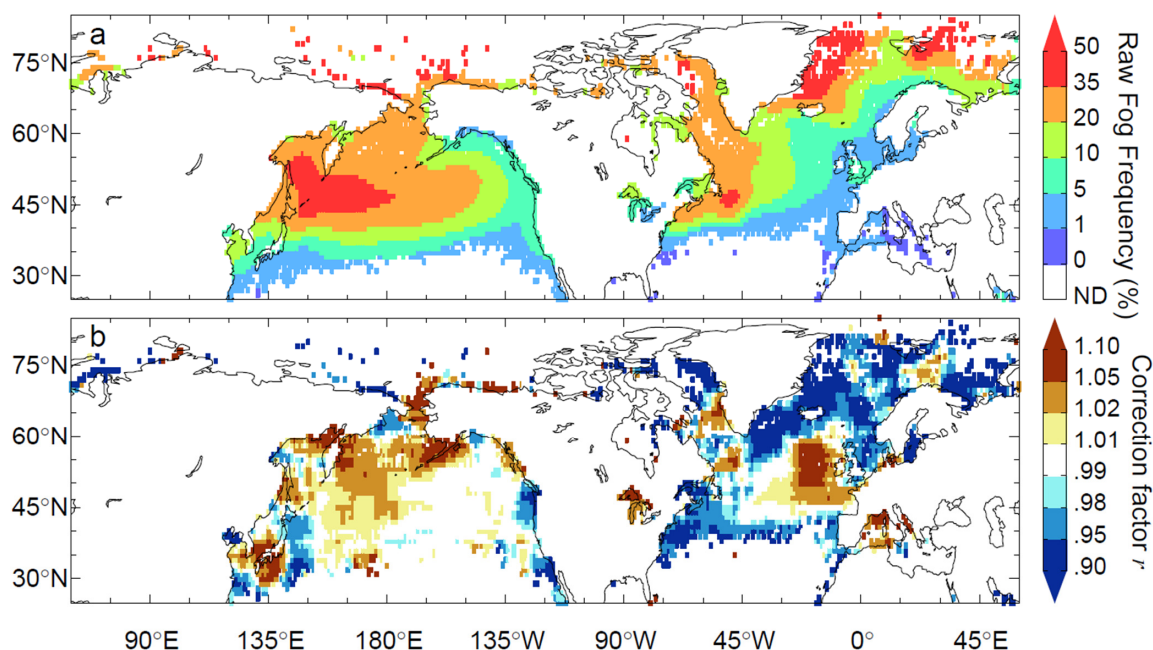 a
75°N
60°N
45°N
30°N
50
35
20
10
5
1
0
ND
Raw Fog Frequency (%)
b
75°N
60°N
45°N
30°N
1.10
1.05
1.02
1.01
.99
.98
.95
.90
Correction factor r
90°E 135°E 180°E 135°W 90°W 45°W 0° 45°E